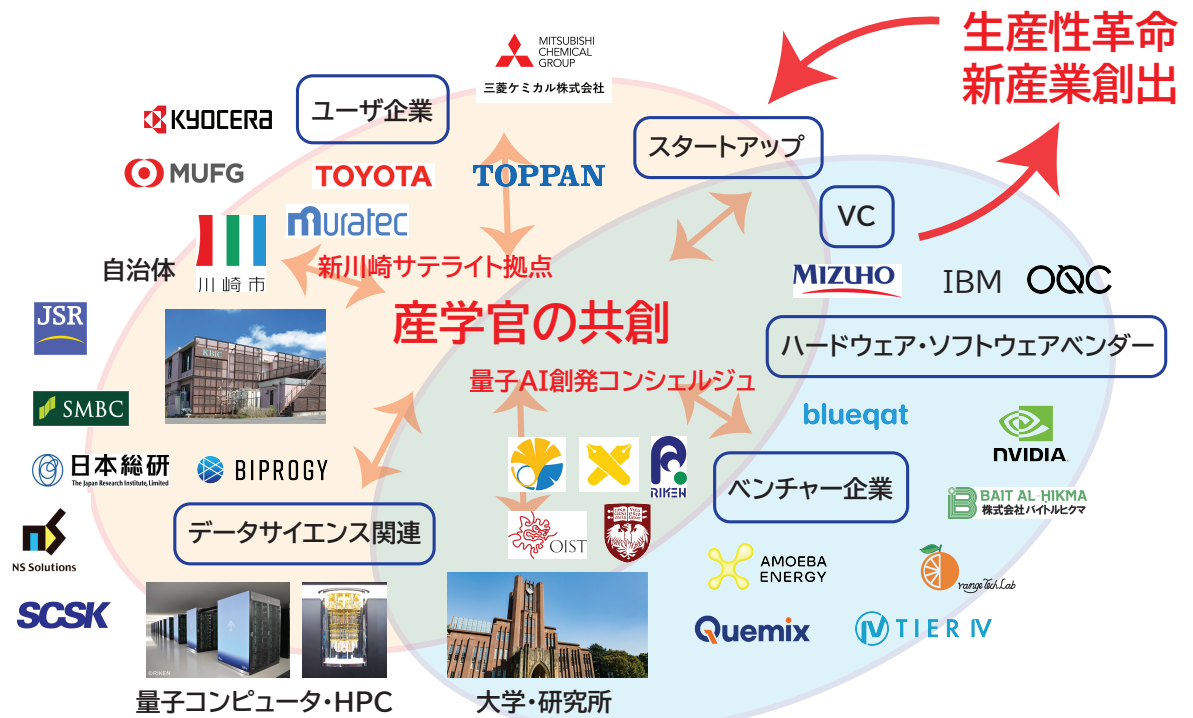 生産性革命
新産業創出
MITSUBISHI
CHEMICAL
GROUP
三菱ケミカル株式会社
ユーザ企業
KYOCERA
スタートアップ
MUFG
TOYOTA
TOPPAN
VC
muratec
自治体
川崎市
新川崎サテライト拠点
MIZUHO
IBM
OQC
JSR
産学官の共創
ハードウェア・ソフトウェアベンダー
KBIC
量子AI創発コンシェルジュ
SMBC
blueqat
NVIDIA
日本総研
The Japan Research Institute, Limited
BIPROGY
RIKEN
ベンチャー企業
BAIT AL-HIKMA
株式会社バイトルヒクマ
データサイエンス関連
OIST
NS Solutions
AMOEBA
ENERGY
range Tech Lab
SCSK
Quemix
TIER IV
©RIKEN
量子コンピュータ・HPC
大学・研究所